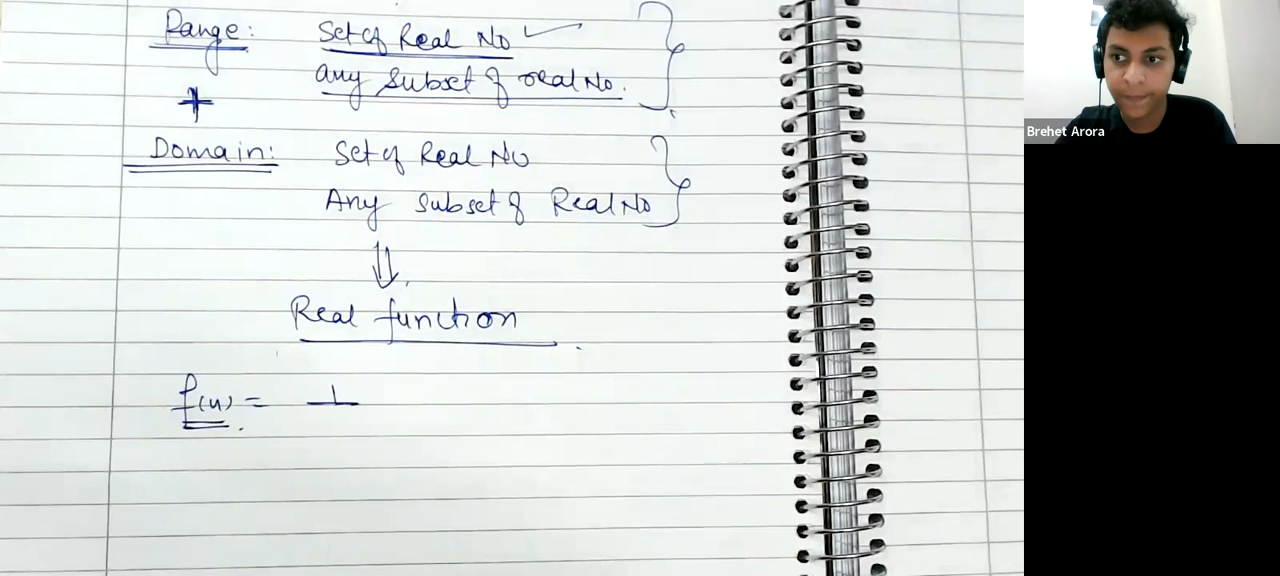 Range: Set of Real No ✓
any subset of real No.
+
Domain: Set of Real No
Any subset of Real No
⇓
Real function
f(x) = 1
Brehet Arora